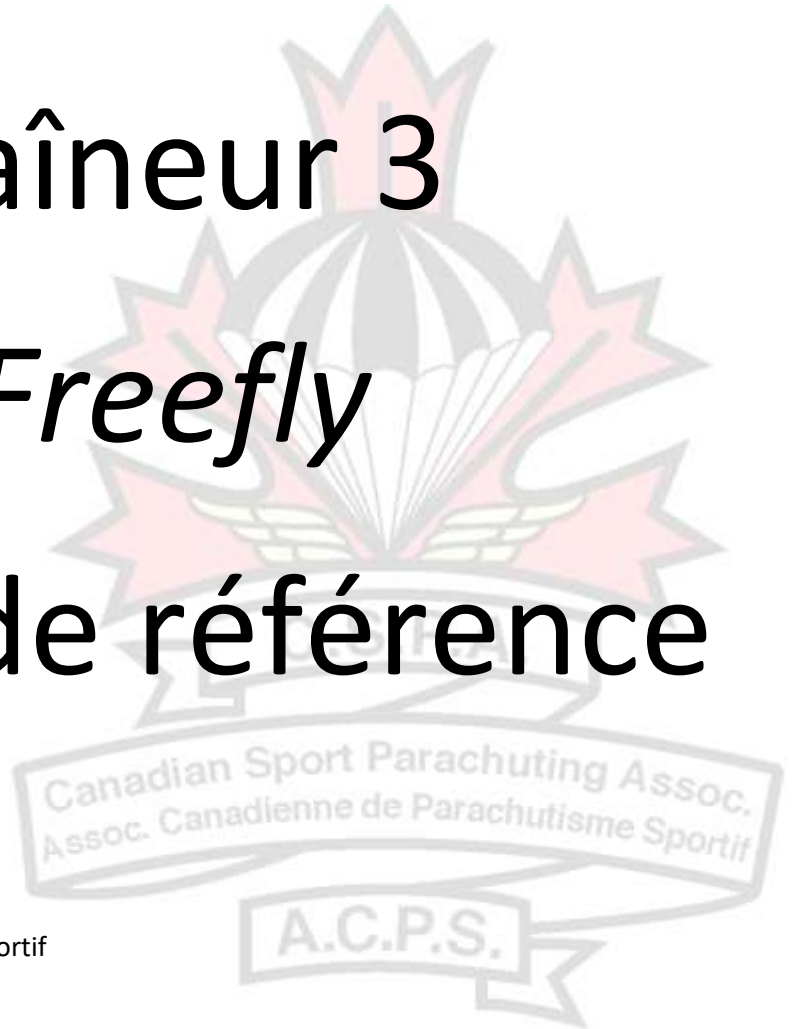 aîneur 3
Freefly
de référence
C.S.P.A.
Canadian Sport Parachuting Assoc.
Assoc. Canadienne de Parachutisme Sportif
ortif
A.C.P.S.